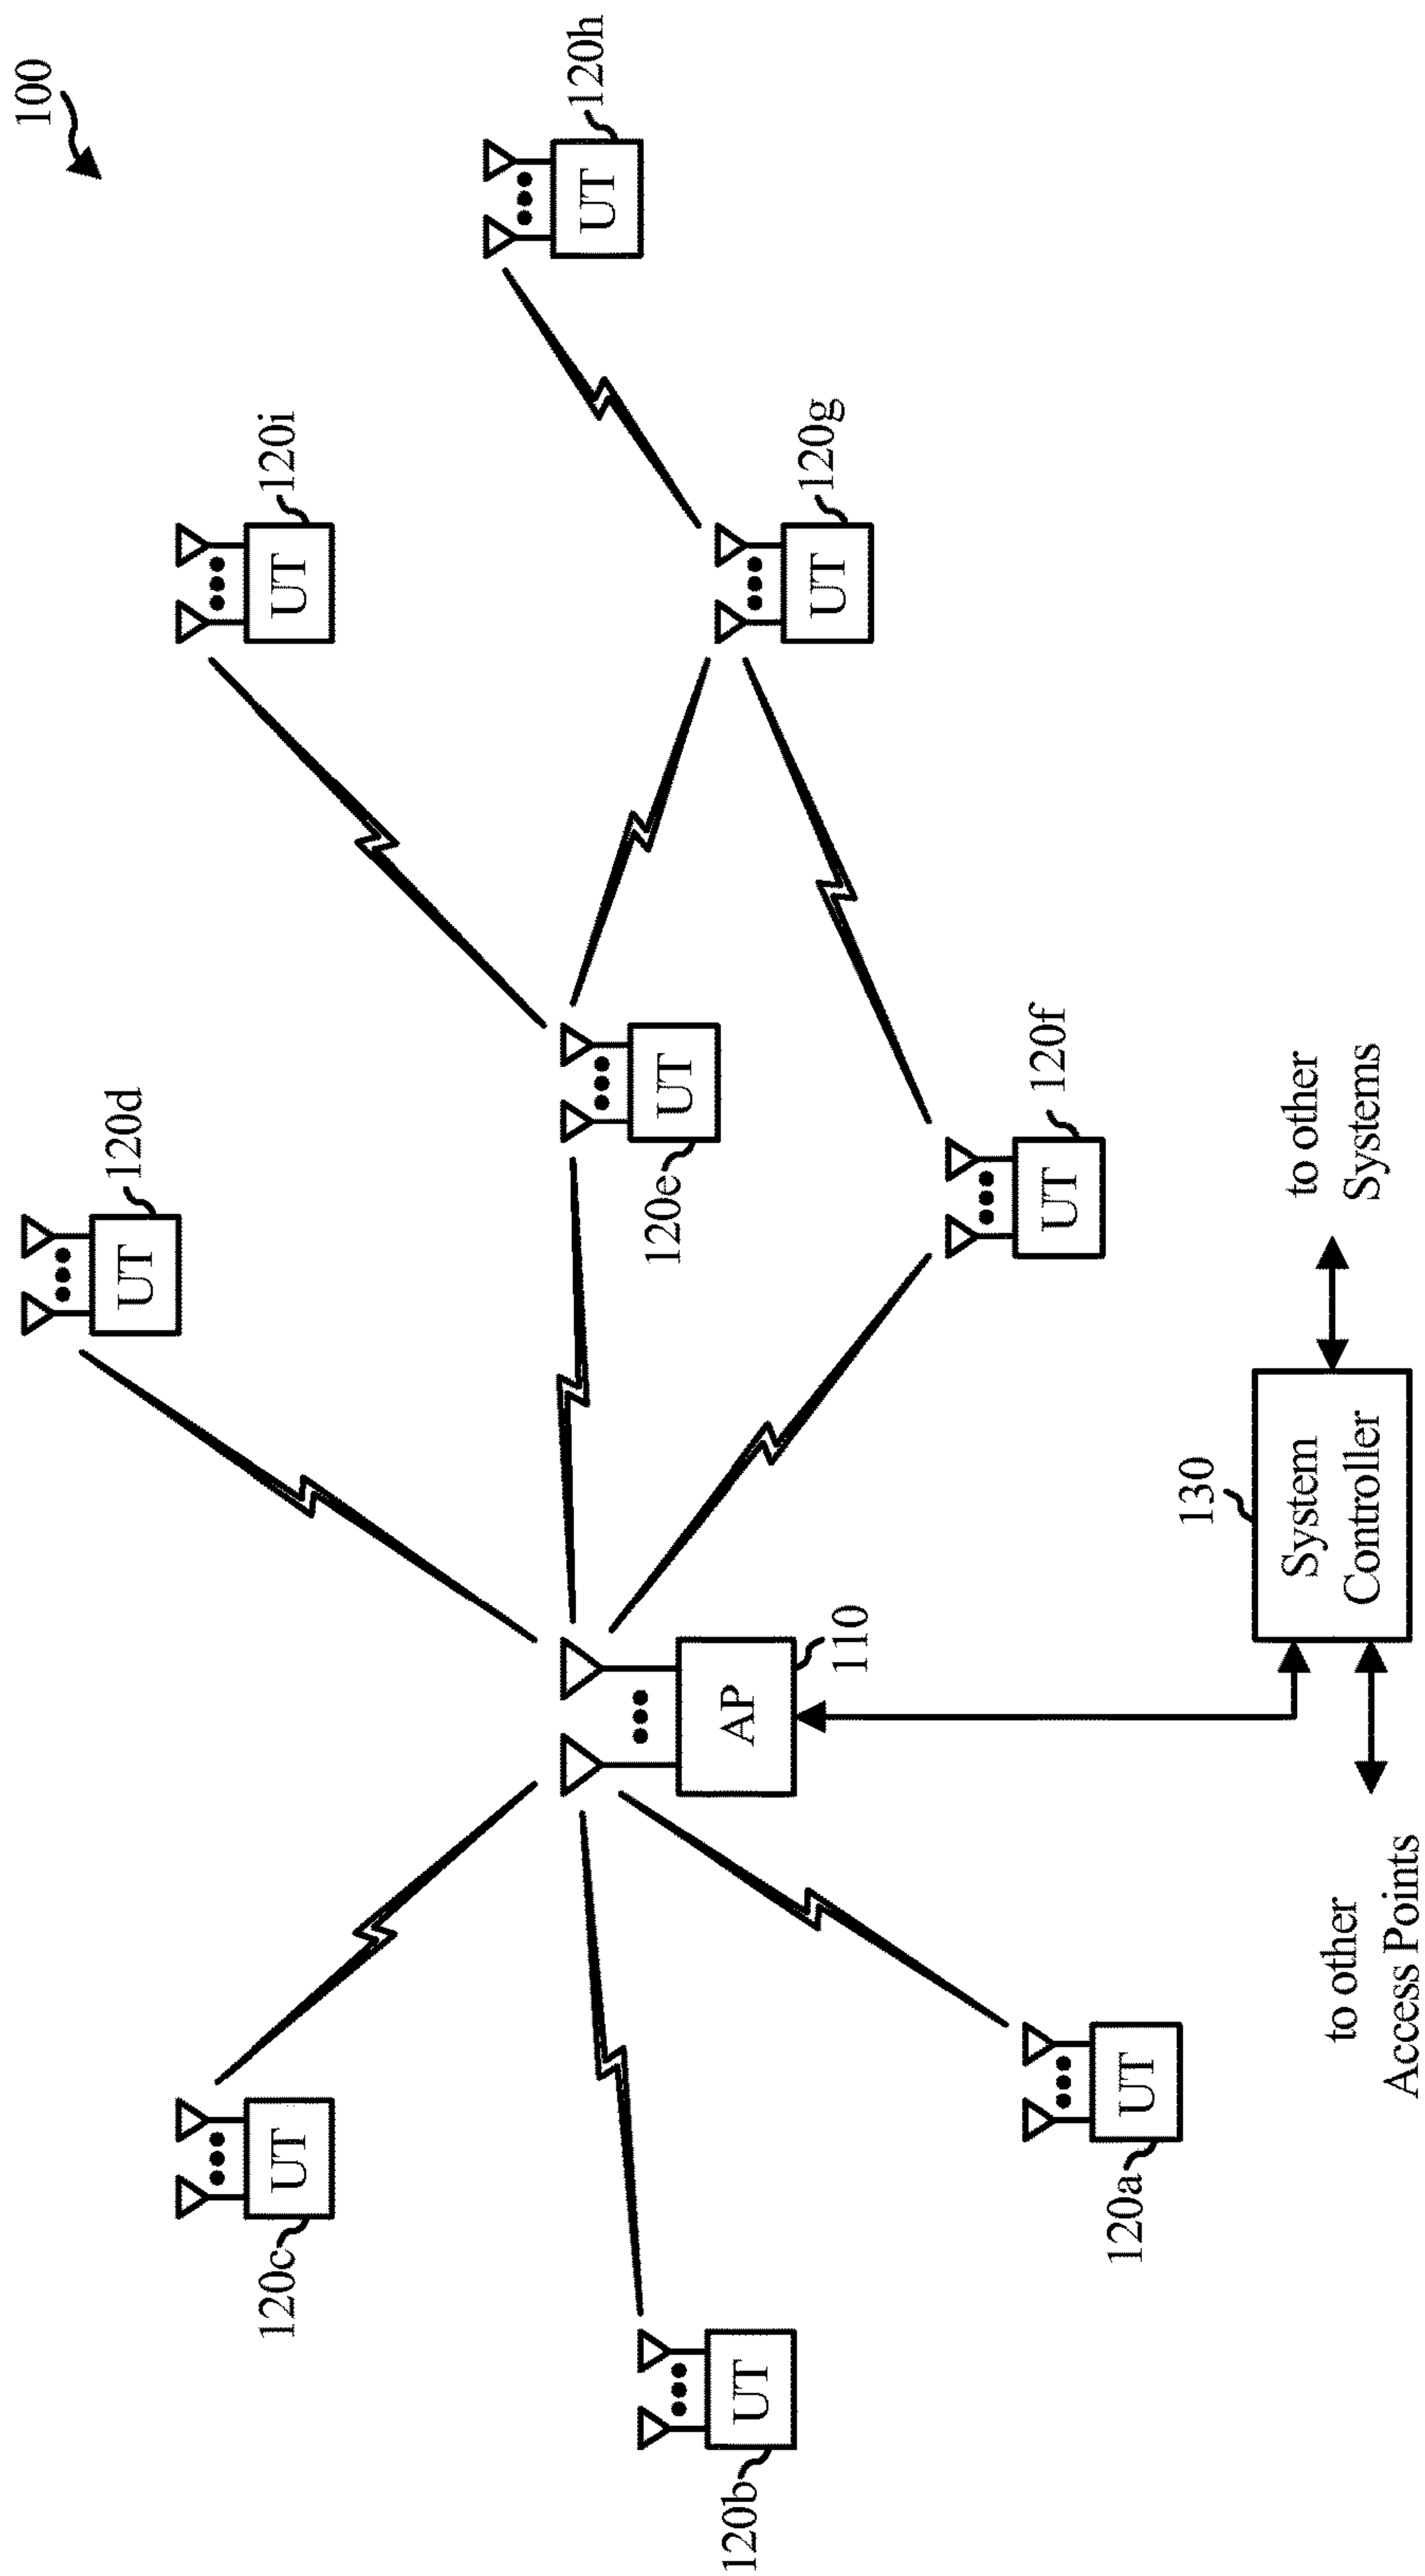 100
120d
UT
120i
UT
120c
UT
120h
UT
120e
UT
120b
UT
AP
110
120g
UT
120f
UT
120a
UT
130
System
Controller
to other
Systems
to other
Access Points